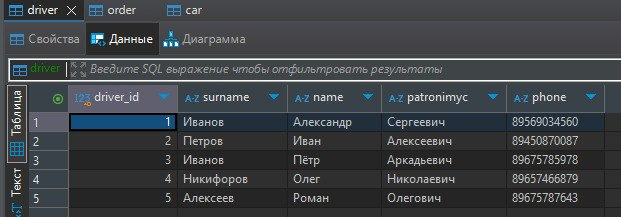 driver order car
Свойства Данные Диаграмма
driver Введите SQL выражение чтобы отфильтровать результаты
Таблица
Текст
123 driver_id A-Z surname A-Z name A-Z patronimyc A-Z phone
1 1 Иванов Александр Сергеевич 89569034560
2 2 Петров Иван Алексеевич 89450870087
3 3 Иванов Пётр Аркадьевич 89675785978
4 4 Никифоров Олег Николаевич 89657466879
5 5 Алексеев Роман Олегович 89675787643